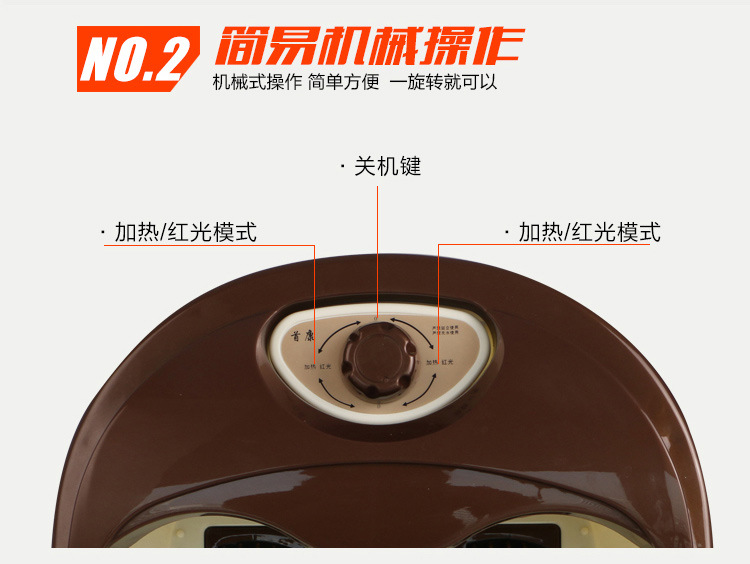 NO.2
简易机械操作
机械式操作 简单方便 一旋转就可以
· 关机键
· 加热/红光模式
· 加热/红光模式
首康
加热 红光
加热 红光